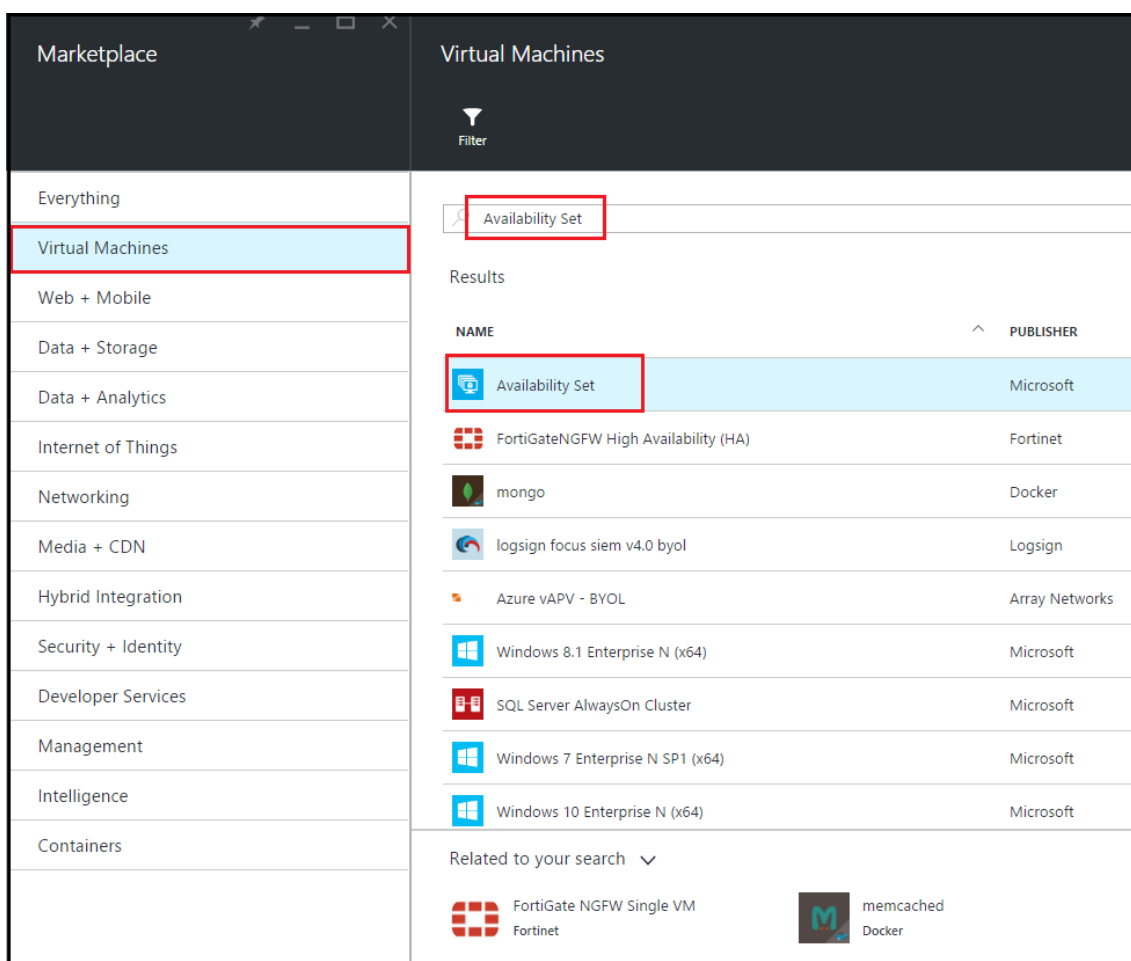 Marketplace
Virtual Machines
Filter
Everything
Virtual Machines
Web + Mobile
Data + Storage
Data + Analytics
Internet of Things
Networking
Media + CDN
Hybrid Integration
Security + Identity
Developer Services
Management
Intelligence
Containers
Availability Set
Results
NAME PUBLISHER
Availability Set Microsoft
FortiGateNGFW High Availability (HA) Fortinet
mongo Docker
logsign focus siem v4.0 byol Logsign
Azure vAPV - BYOL Array Networks
Windows 8.1 Enterprise N (x64) Microsoft
SQL Server AlwaysOn Cluster Microsoft
Windows 7 Enterprise N SP1 (x64) Microsoft
Windows 10 Enterprise N (x64) Microsoft
Related to your search
FortiGate NGFW Single VM
Fortinet
memcached
Docker